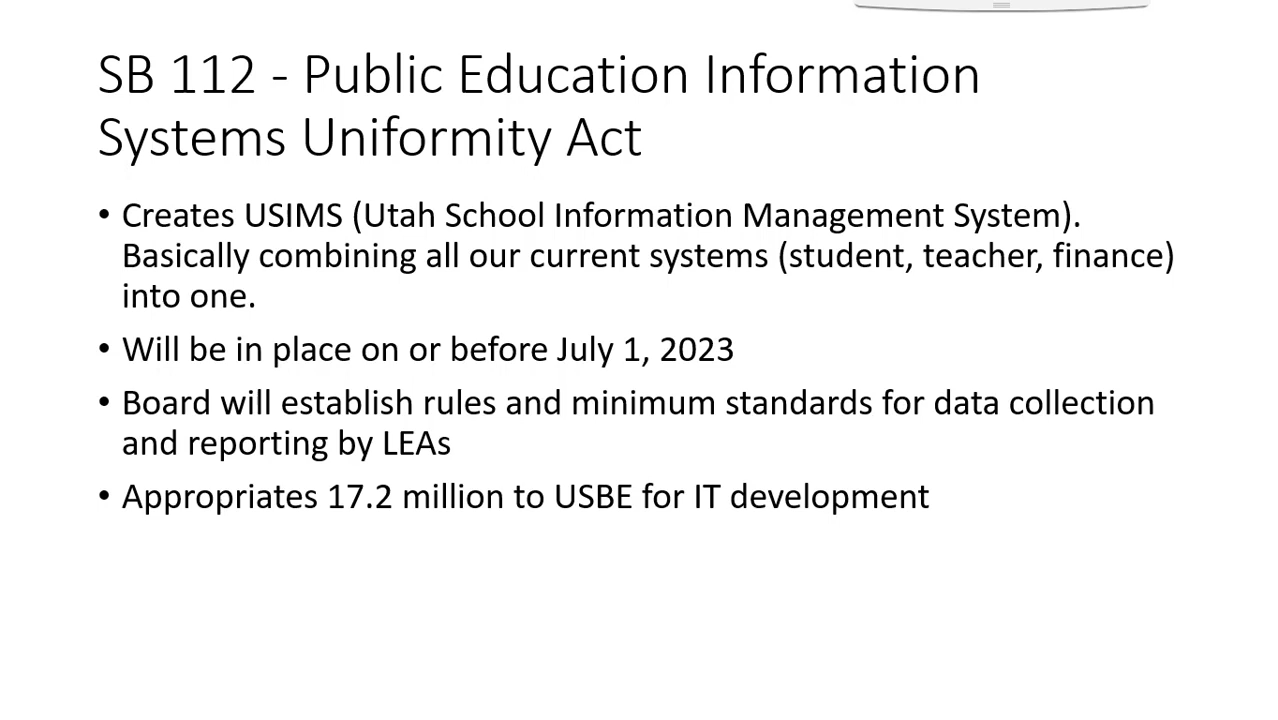 SB 112 - Public Education Information
Systems Uniformity Act
• Creates USIMS (Utah School Information Management System).
Basically combining all our current systems (student, teacher, finance)
into one.
• Will be in place on or before July 1, 2023
• Board will establish rules and minimum standards for data collection
and reporting by LEAs
• Appropriates 17.2 million to USBE for IT development